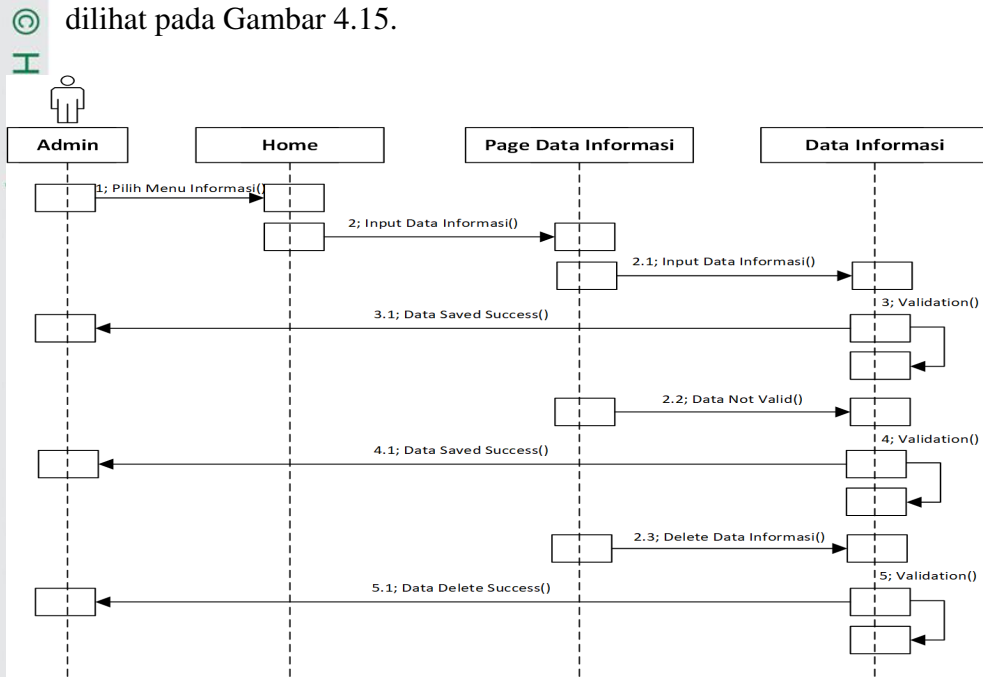 ©
H
dilihat pada Gambar 4.15.
Admin
Home
Page Data Informasi
Data Informasi
1; Pilih Menu Informasi()
2; Input Data Informasi()
2.1; Input Data Informasi()
3; Validation()
3.1; Data Saved Success()
2.2; Data Not Valid()
4; Validation()
4.1; Data Saved Success()
2.3; Delete Data Informasi()
5; Validation()
5.1; Data Delete Success()